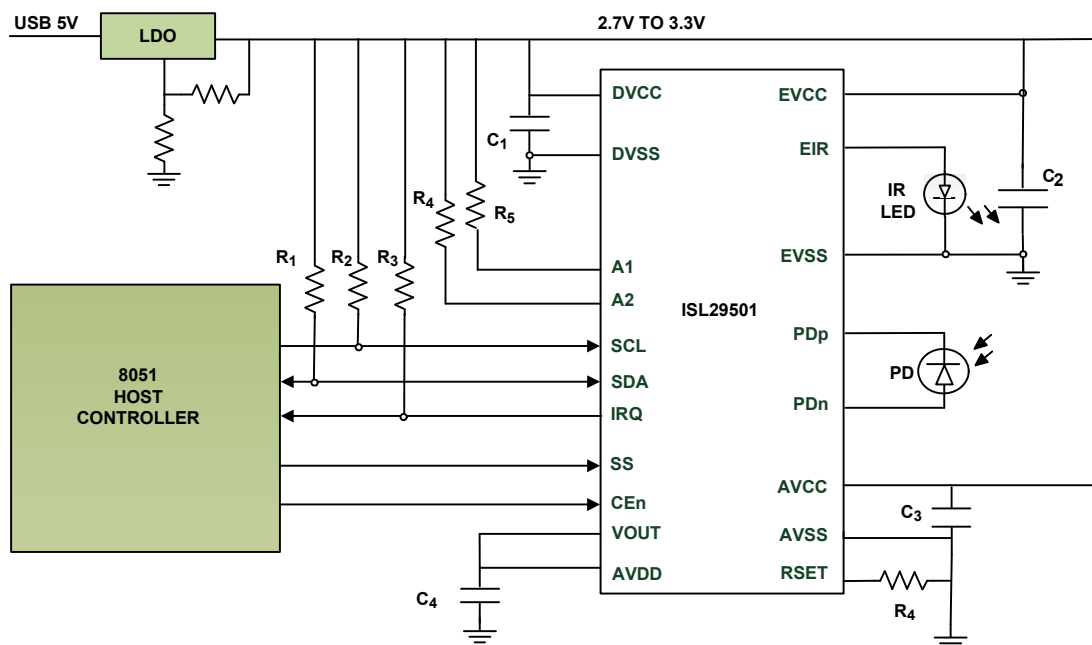 USB 5V
LDO
2.7V TO 3.3V
DVCC
EVCC
C1
DVSS
EIR
IR
LED
C2
R4
R5
R1
R2
R3
EVSS
A1
A2
ISL29501
SCL
PDp
8051
HOST
CONTROLLER
SDA
PD
IRQ
PDn
SS
AVCC
CEn
C3
VOUT
AVSS
AVDD
RSET
C4
R4